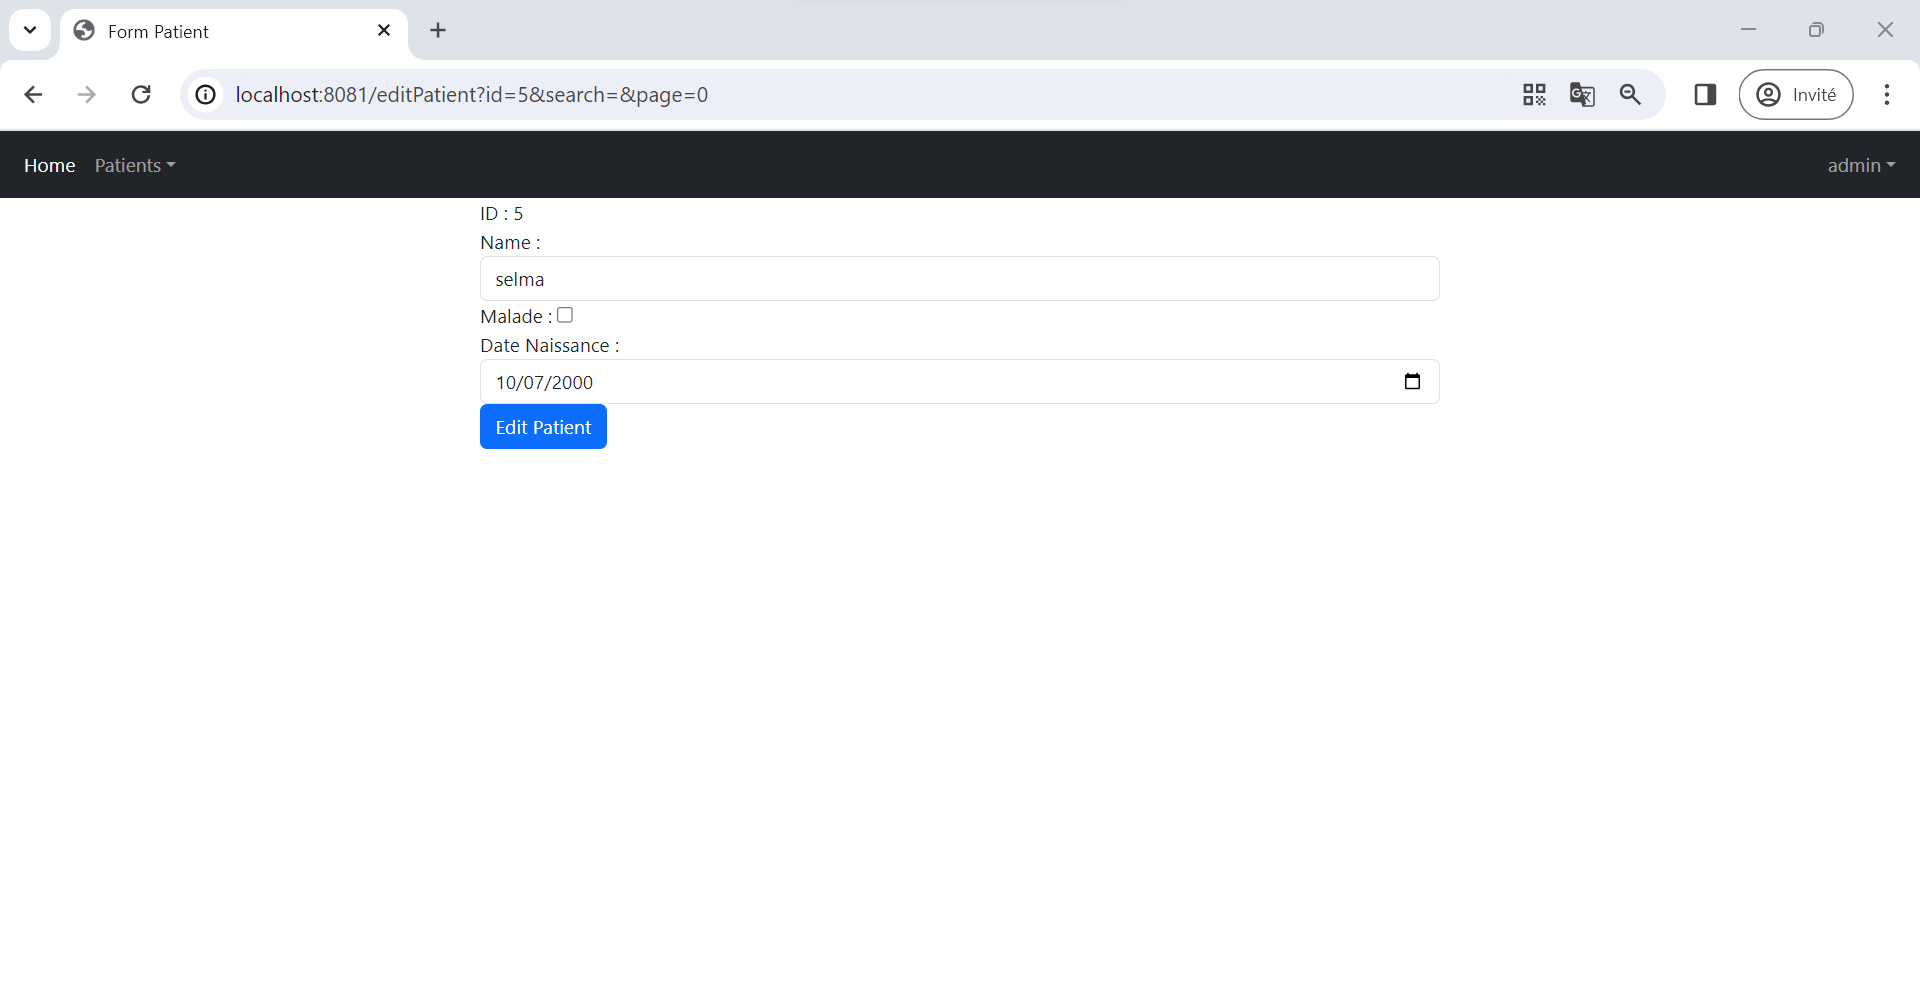 Form Patient
localhost:8081/editPatient?id=5&search=&page=0
Invité
Home Patients admin
ID : 5
Name :
selma
Malade :
Date Naissance :
10/07/2000
Edit Patient